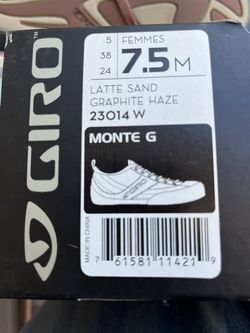 GIRO™
5 FEMMES
38
24
7.5 M
LATTE SAND
GRAPHITE HAZE
23014 W
MONTE G
MADE IN CHINA
7 61581 11421 9